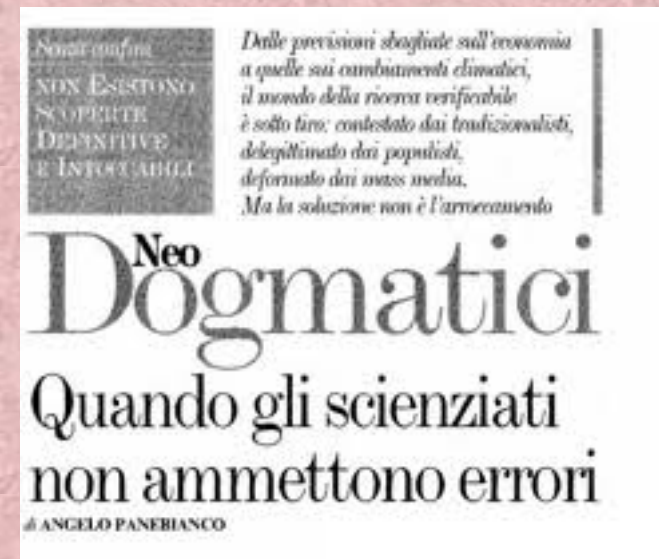 Senza confini
NON ESISTONO
SCOPERTE
DEFINITIVE
E INTOCCABILI
Dalle previsioni sbagliate sull'economia
a quelle sui cambiamenti climatici,
il mondo della ricerca verificabile
è sotto tiro: contestato dai tradizionalisti,
delegittimato dai populisti,
deformato dai mass media.
Ma la soluzione non è l'arroccamento
Neo
Dogmatici
Quando gli scienziati
non ammettono errori
di ANGELO PANEBIANCO